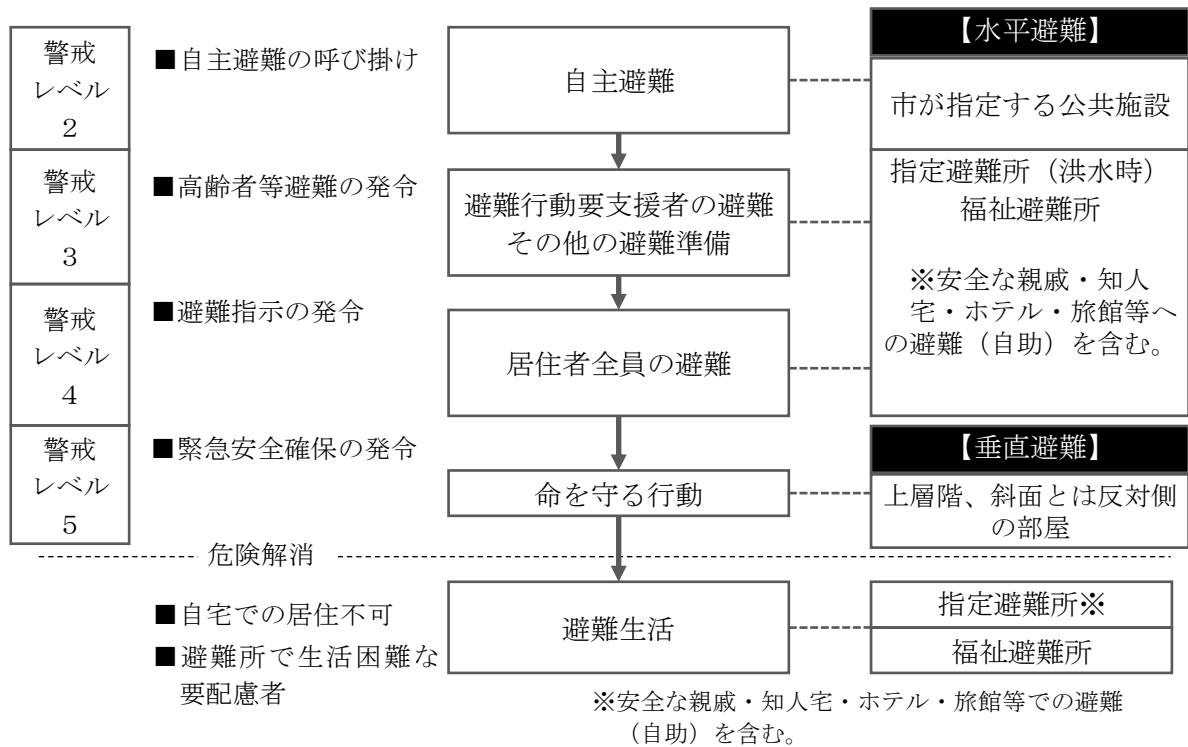 警戒
レベル
２
■自主避難の呼び掛け
自主避難
【水平避難】
市が指定する公共施設
警戒
レベル
３
■高齢者等避難の発令
避難行動要支援者の避難
その他の避難準備
指定避難所（洪水時）
福祉避難所
※安全な親戚・知人
宅・ホテル・旅館等へ
の避難（自助）を含む。
警戒
レベル
４
■避難指示の発令
居住者全員の避難
警戒
レベル
５
■緊急安全確保の発令
命を守る行動
【垂直避難】
上層階、斜面とは反対側
の部屋
危険解消
■自宅での居住不可
■避難所で生活困難な
要配慮者
避難生活
指定避難所※
福祉避難所
※安全な親戚・知人宅・ホテル・旅館等での避難
（自助）を含む。